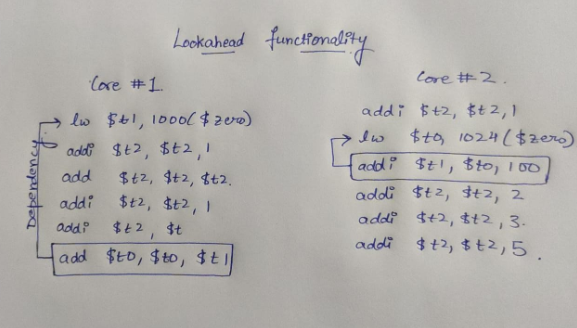 Lookahead functionality
Core #1.
lw $t1, 1000($zero)
addi $t2, $t2, 1
add $t2, $t2, $t2.
addi $t2, $t2, 1
addi $t2, $t
add $t0, $t0, $t1
Dependency
Core #2.
addi $t2, $t2, 1
lw $t0, 1024($zero)
addi $t1, $t0, 100
addi $t2, $t2, 2
addi $t2, $t2, 3.
addi $t2, $t2, 5.